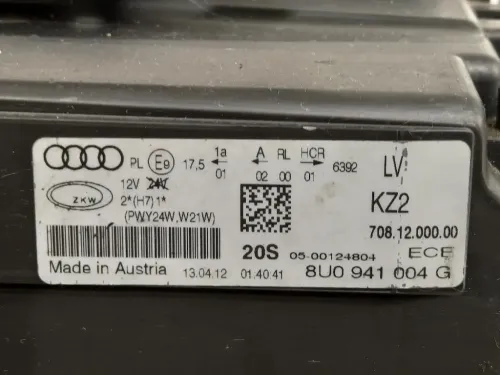 PL E9 17,5 1a 01 A 02 RL 00 HCR 01 6392 LV
ZKW 12V 24V
2*(H7)1*
(PWY24W,W21W)
KZ2
708.12.000.00
20S 05-00124804 ECE
Made in Austria 13.04.12 01:40:41 8U0 941 004 G